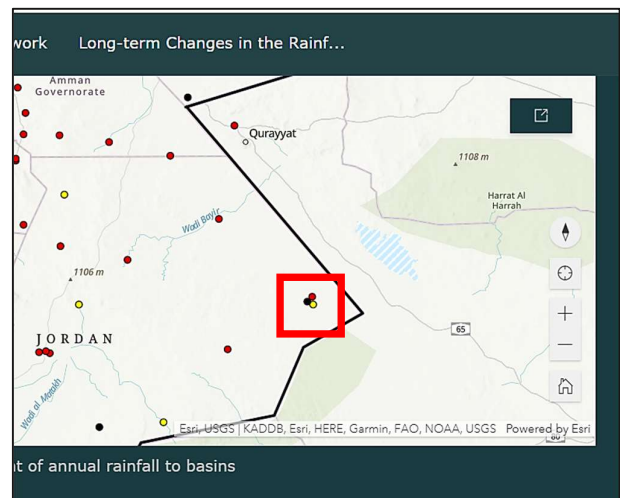 work Long-term Changes in the Rainf...
Amman
Governorate
Qurayyat
1108 m
Harrat Al
Harrah
Wadi Bayir
1106 m
65
JORDAN
Wadi al
Esri, USGS | KADDB, Esri, HERE, Garmin, FAO, NOAA, USGS Powered by Esri
80
t of annual rainfall to basins